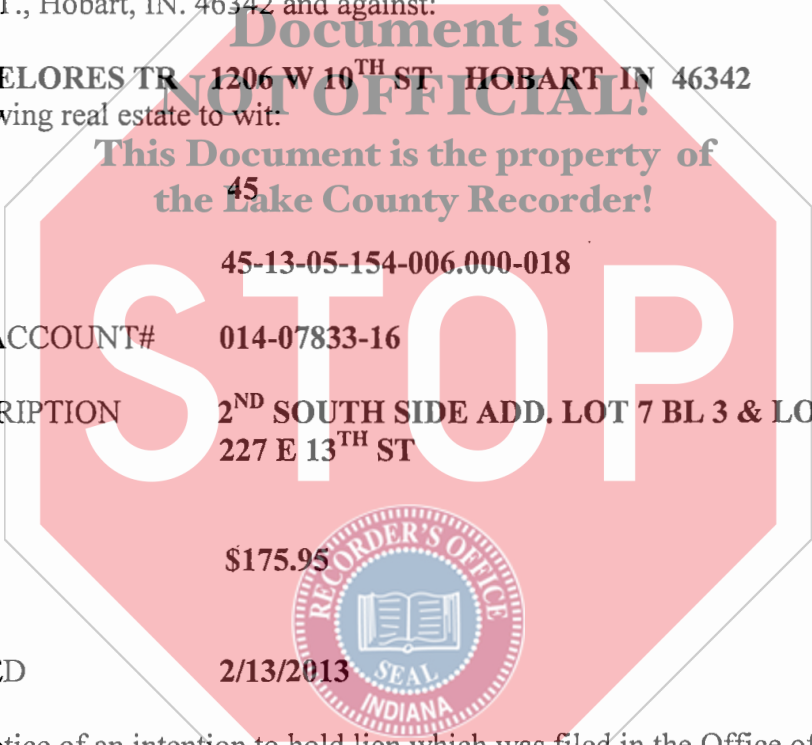 T., Hobart, IN. 46342 and against:
Document is
ELORES TR 1206 W 10TH ST HOBART IN 46342
NOT OFFICIAL!
wing real estate to wit:
This Document is the property of
45
the Lake County Recorder!
45-13-05-154-006.000-018
STOP
ACCOUNT# 014-07833-16
RIPTION 2ND SOUTH SIDE ADD. LOT 7 BL 3 & LO
227 E 13TH ST
$175.95
RECORDER'S OFFICE
SEAL
INDIANA
ED 2/13/2013
tice of an intention to hold lien which was filed in the Office of